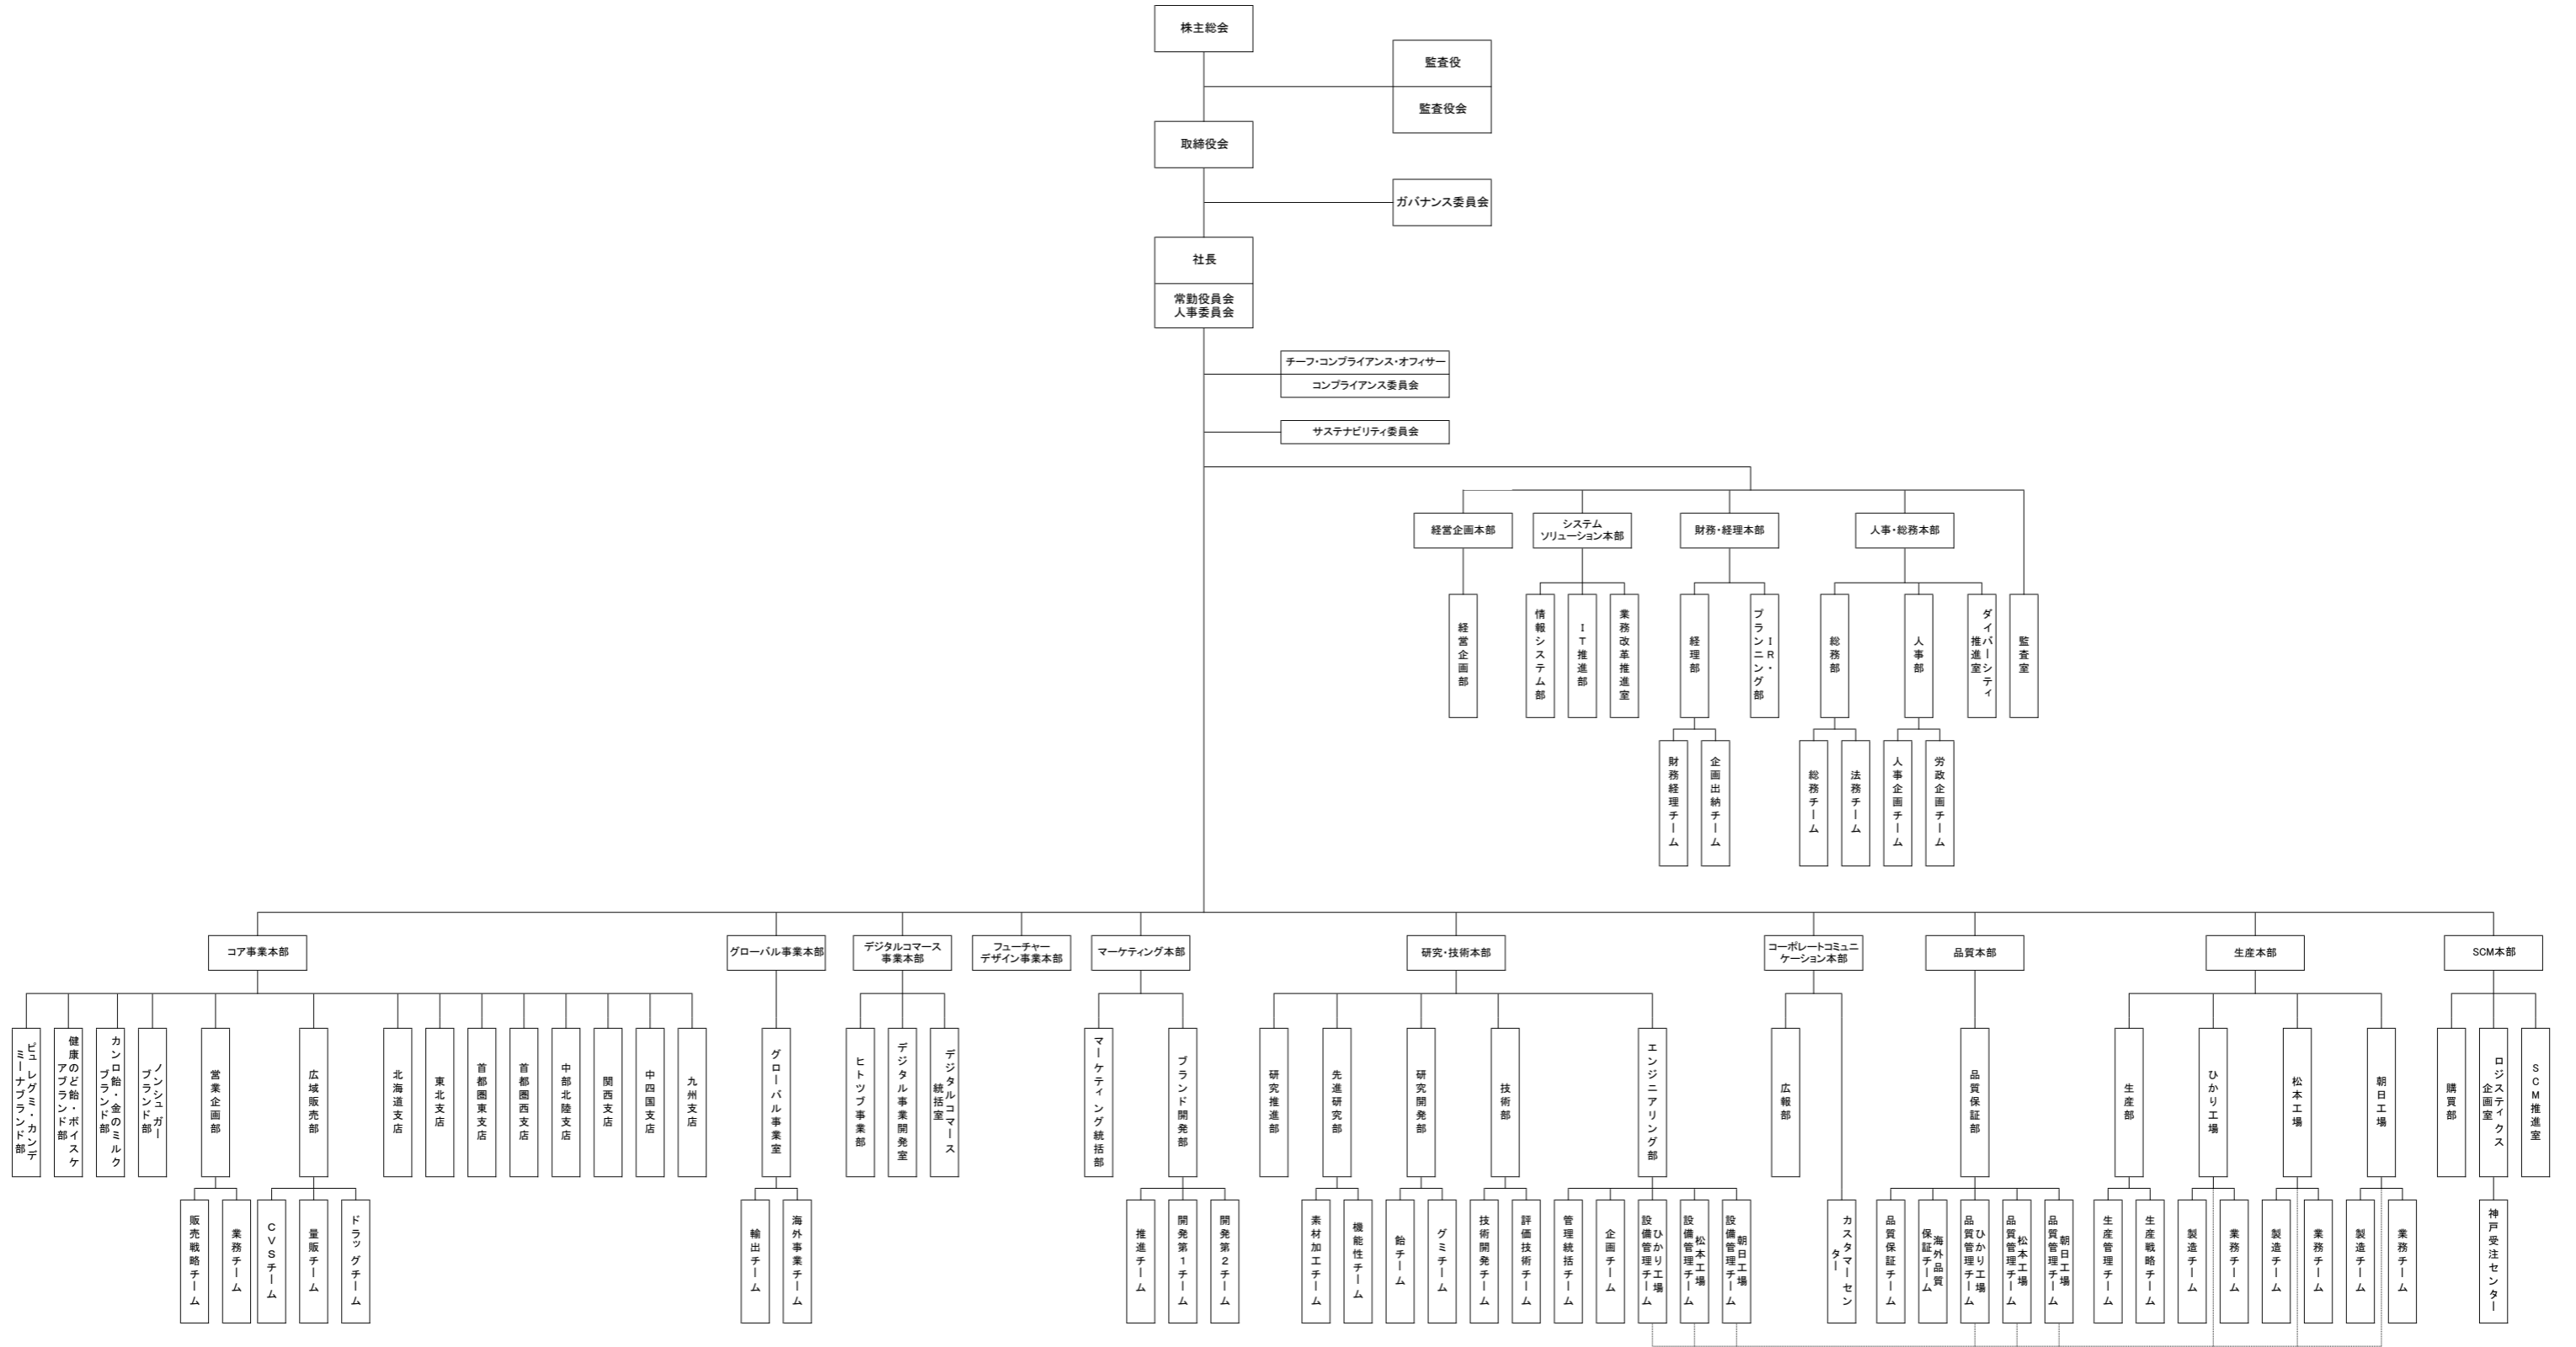 株主総会
監査役
監査役会
取締役会
ガバナンス委員会
社長
常勤役員会
人事委員会
チーフ・コンプライアンス・オフィサー
コンプライアンス委員会
サステナビリティ委員会
経営企画本部
システム
ソリューション本部
財務・経理本部
人事・総務本部
経営企画部
情報システム部
IT推進部
業務改革推進室
経理部
IR・
プランニング部
総務部
人事部
ダイバーシティ
推進室
監査室
財務経理チーム
企画出納チーム
総務チーム
法務チーム
人事企画チーム
労政企画チーム
コア事業本部
グローバル事業本部
デジタルコマース
事業本部
フューチャー
デザイン事業本部
マーケティング本部
研究・技術本部
コーポレートコミュニ
ケーション本部
品質本部
生産本部
SCM本部
ピュレグミ・カンデ
ミーナブランド部
健康のど飴・ボイスケ
アブランド部
カンロ飴・金のミルク
ブランド部
ノンシュガー
ブランド部
営業企画部
広域販売部
北海道支店
東北支店
首都圏東支店
首都圏西支店
中部北陸支店
関西支店
中四国支店
九州支店
グローバル事業室
ヒトツブ事業部
デジタル事業開発室
デジタルコマース
統括室
マーケティング統括部
ブランド開発部
研究推進部
先進研究部
研究開発部
技術部
エンジニアリング部
広報部
品質保証部
生産部
ひかり工場
松本工場
朝日工場
購買部
ロジスティクス
企画室
SCM推進室
販売戦略チーム
業務チーム
CVSチーム
量販チーム
ドラッグチーム
輸出チーム
海外事業チーム
推進チーム
開発第1チーム
開発第2チーム
素材加工チーム
機能性チーム
飴チーム
グミチーム
技術開発チーム
評価技術チーム
管理統括チーム
企画チーム
ひかり工場
設備管理チーム
松本工場
設備管理チーム
朝日工場
設備管理チーム
カスタマーセン
ター
品質保証チーム
海外品質
保証チーム
ひかり工場
品質管理チーム
松本工場
品質管理チーム
朝日工場
品質管理チーム
生産管理チーム
生産戦略チーム
製造チーム
業務チーム
製造チーム
業務チーム
製造チーム
業務チーム
神戸受注センター